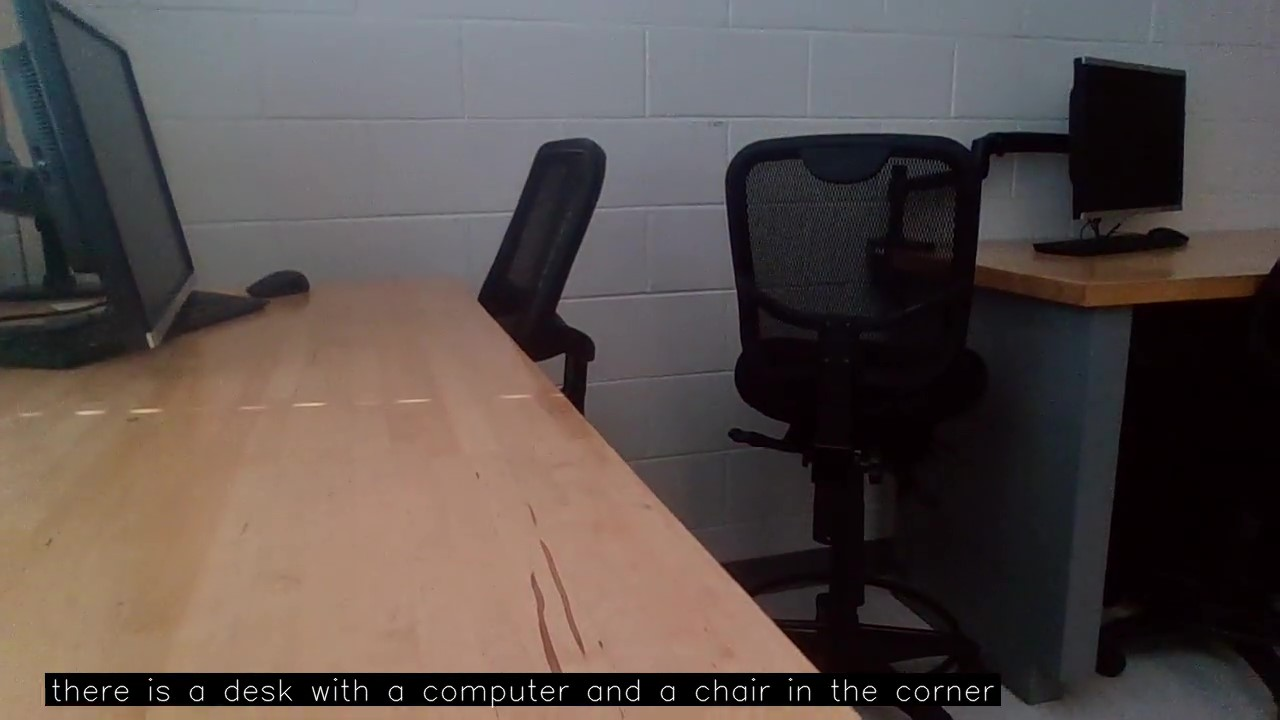 there is a desk with a computer and a chair in the corner